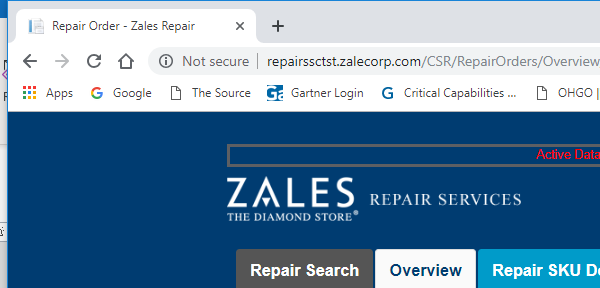 Repair Order - Zales Repair
Not secure | repairssctst.zalecorp.com/CSR/RepairOrders/Overview
Apps G Google The Source Ga Gartner Login G Critical Capabilities ... OHGO |
Active Data
ZALES REPAIR SERVICES
THE DIAMOND STORE®
Repair Search Overview Repair SKU De